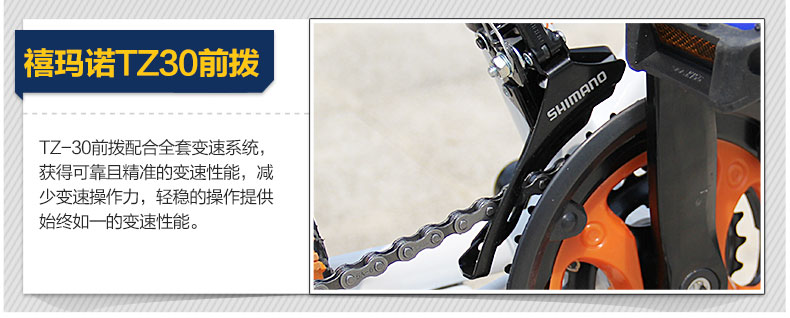 禧玛诺TZ30前拨
TZ-30前拨配合全套变速系统，
获得可靠且精准的变速性能，减
少变速操作力，轻稳的操作提供
始终如一的变速性能。
SHIMANO